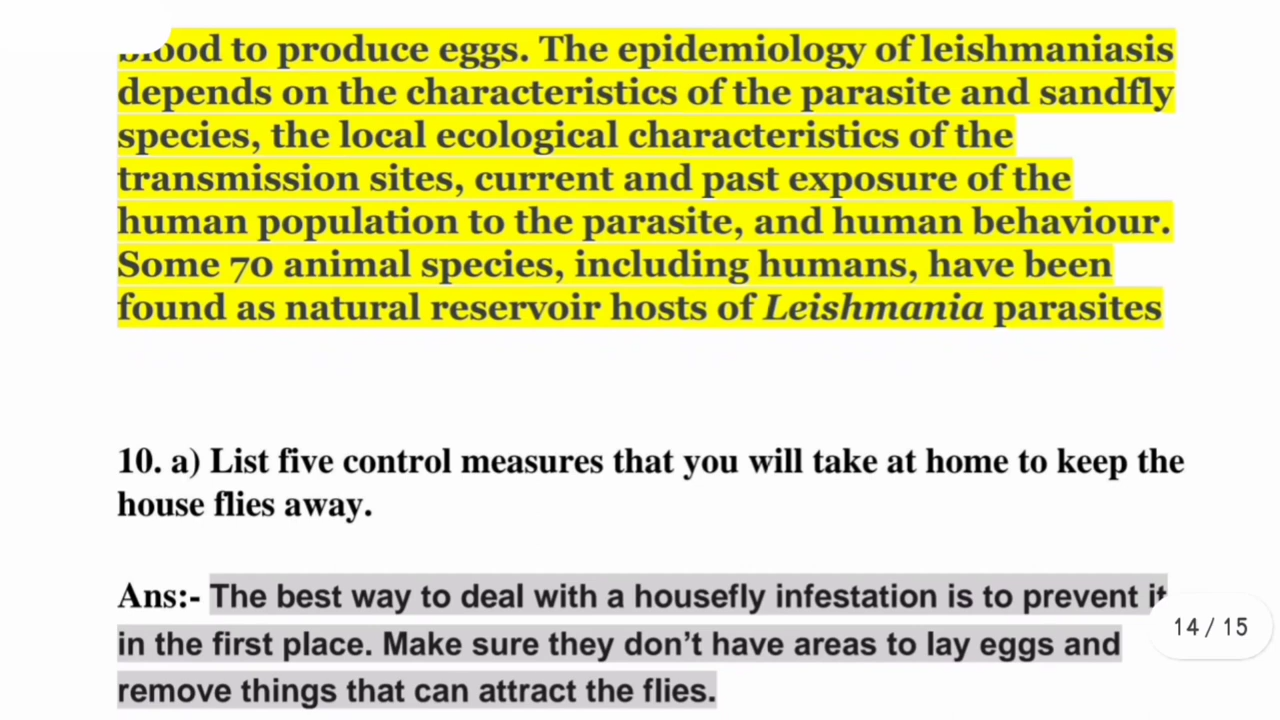 blood to produce eggs. The epidemiology of leishmaniasis
depends on the characteristics of the parasite and sandfly
species, the local ecological characteristics of the
transmission sites, current and past exposure of the
human population to the parasite, and human behaviour.
Some 70 animal species, including humans, have been
found as natural reservoir hosts of Leishmania parasites
10. a) List five control measures that you will take at home to keep the
house flies away.
Ans:- The best way to deal with a housefly infestation is to prevent it
in the first place. Make sure they don’t have areas to lay eggs and
remove things that can attract the flies.
14 / 15